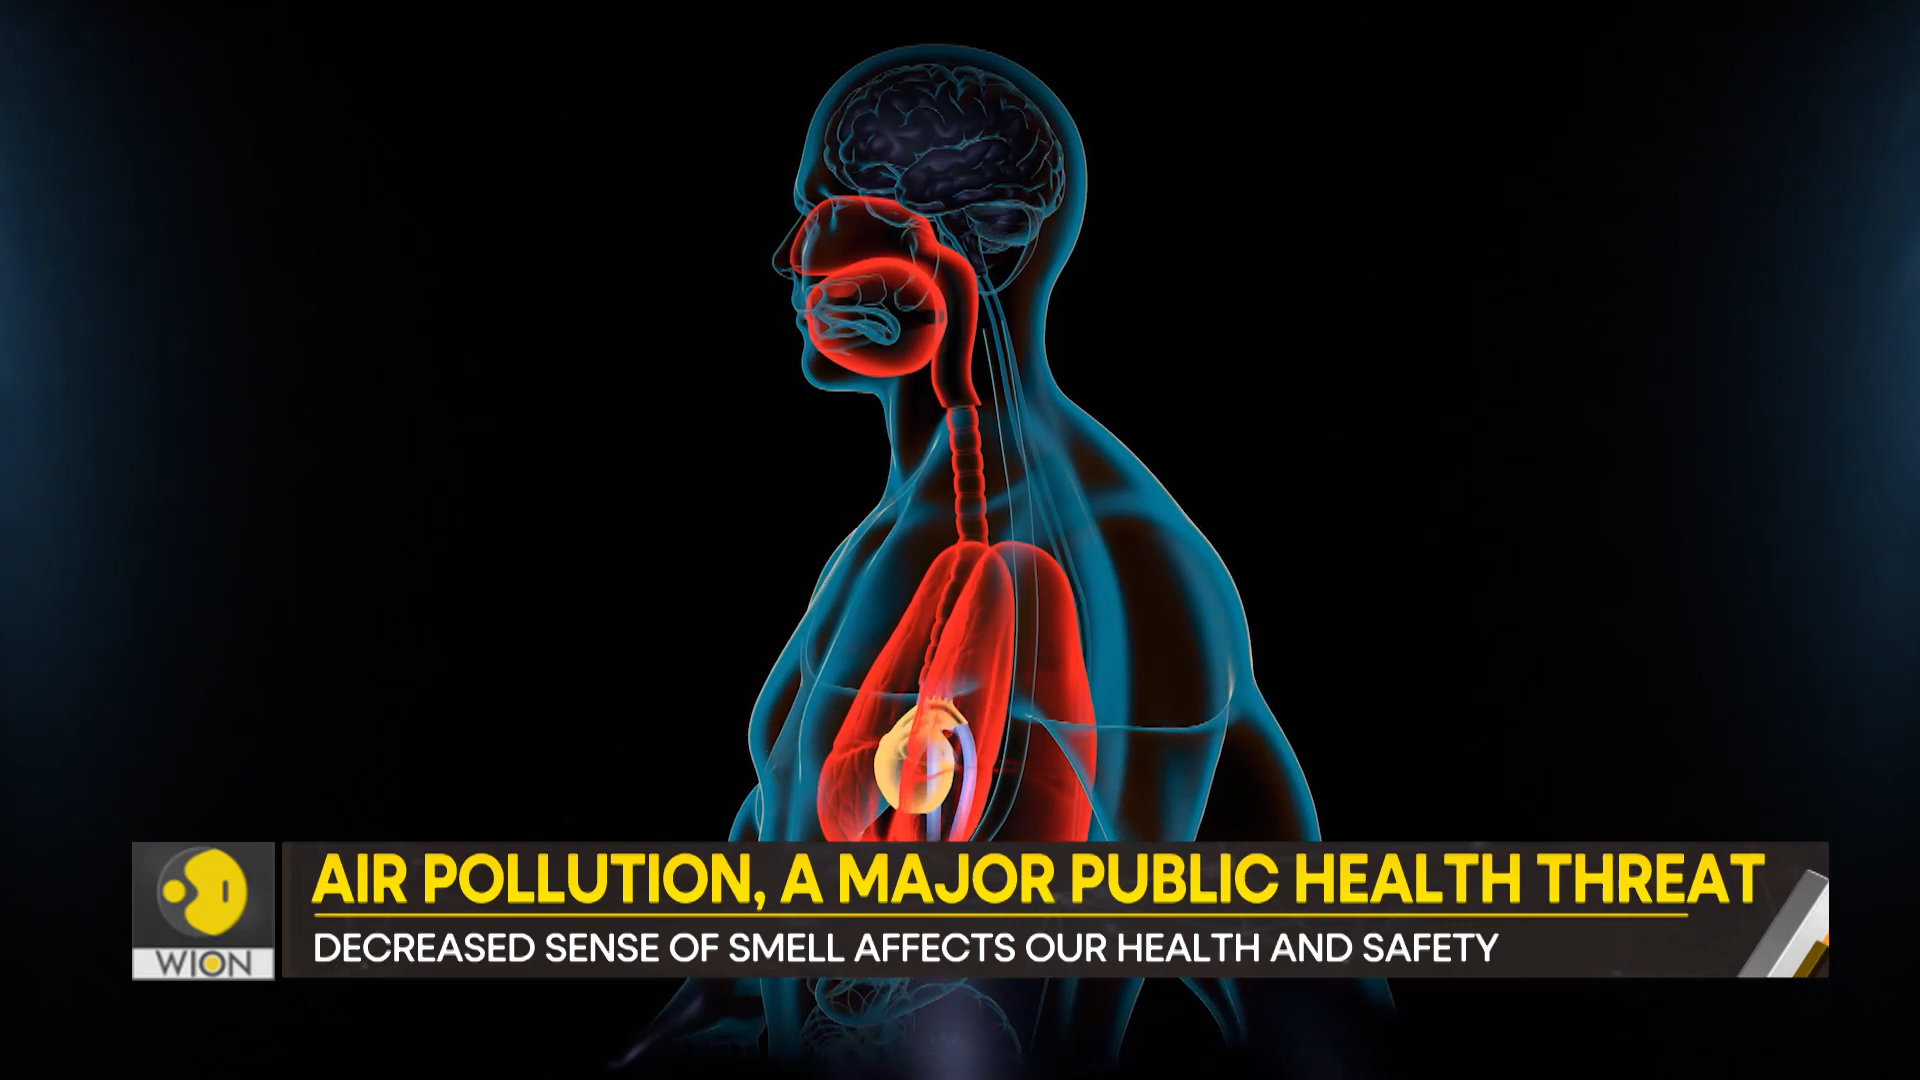 AIR POLLUTION, A MAJOR PUBLIC HEALTH THREAT
WION
DECREASED SENSE OF SMELL AFFECTS OUR HEALTH AND SAFETY